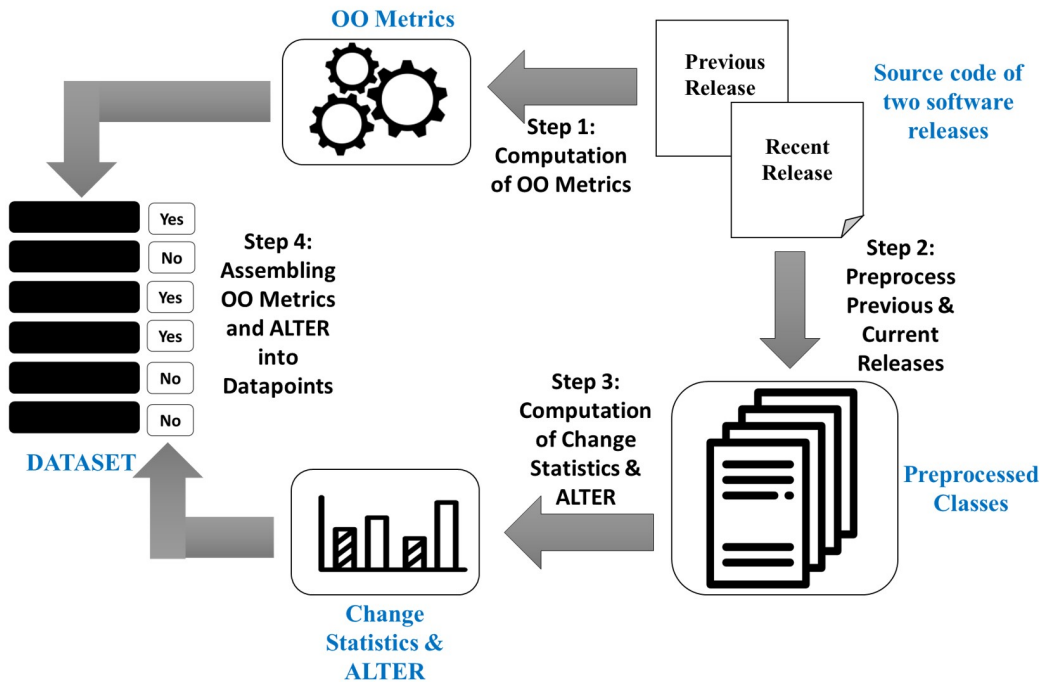 OO Metrics
Previous
Release
Source code of
two software
releases
Step 1:
Computation
of OO Metrics
Recent
Release
Yes
No
Yes
Yes
No
No
DATASET
Step 4:
Assembling
OO Metrics
and ALTER
into
Datapoints
Step 2:
Preprocess
Previous &
Current
Releases
Step 3:
Computation
of Change
Statistics &
ALTER
Preprocessed
Classes
Change
Statistics &
ALTER